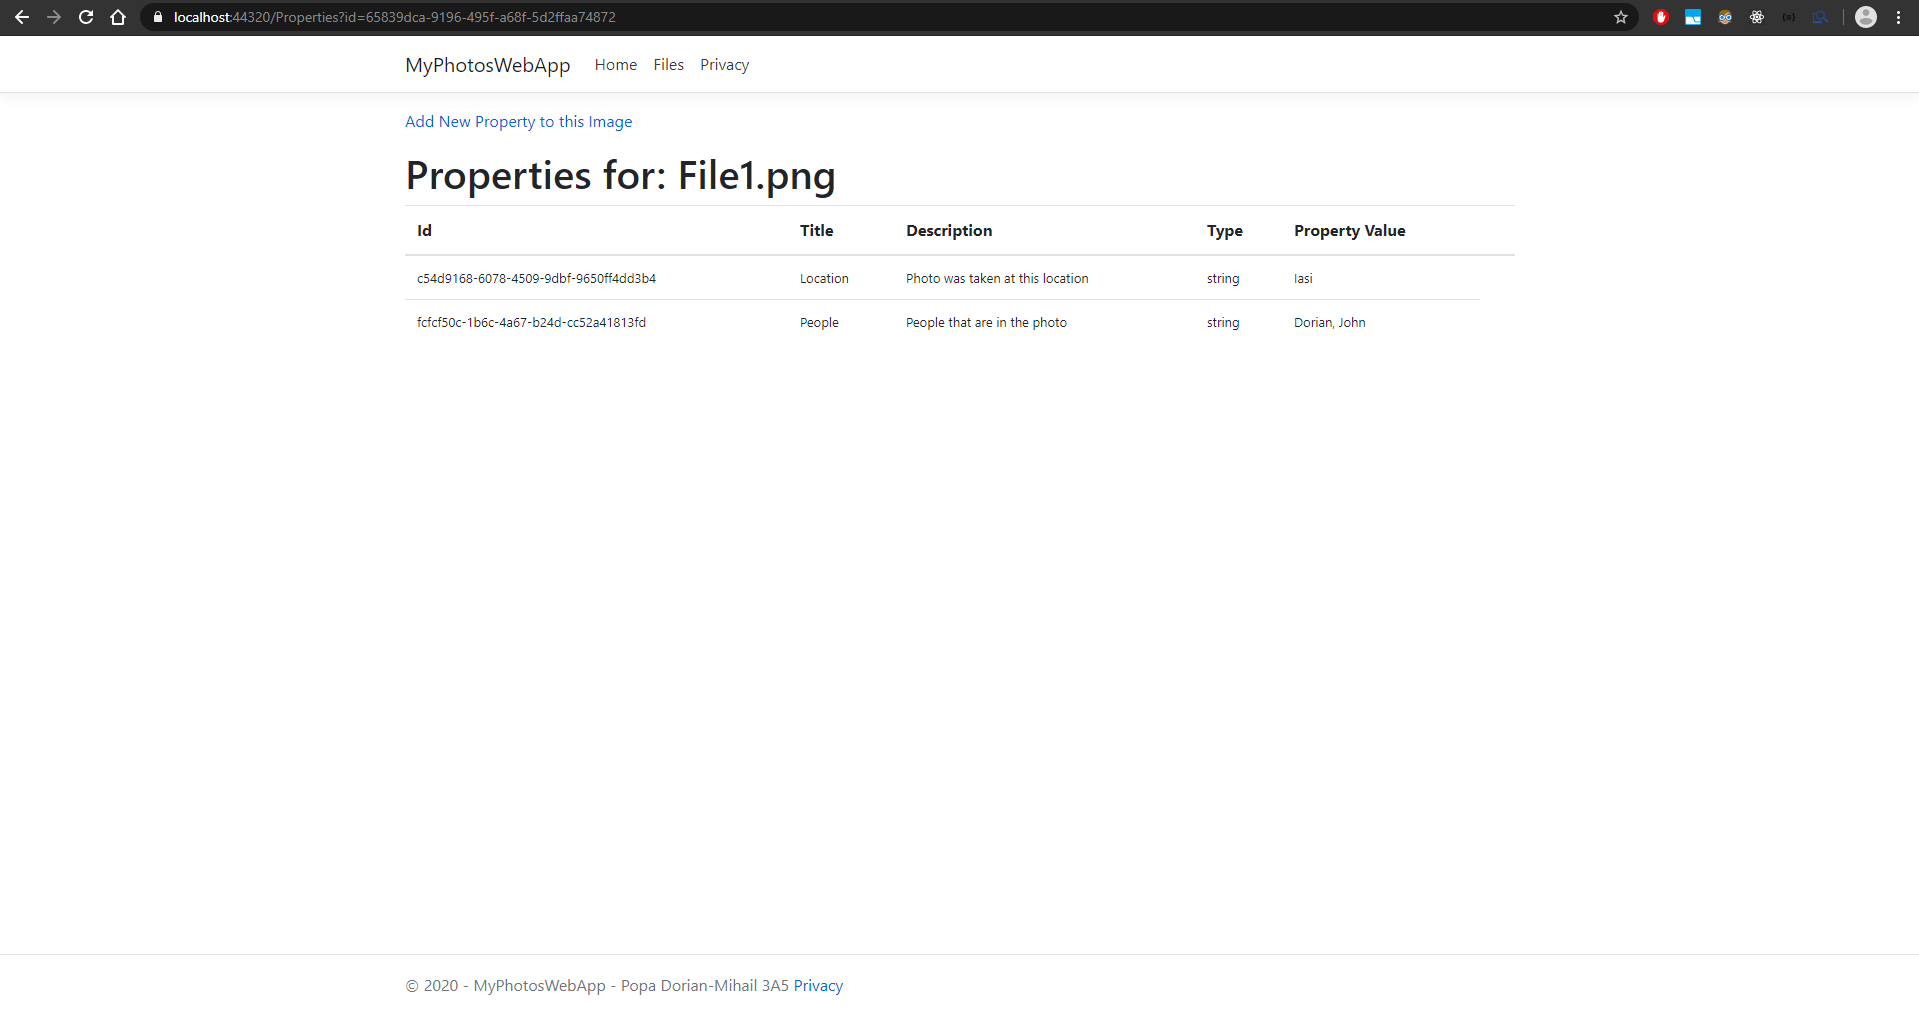 localhost:44320/Properties?id=65839dca-9196-495f-a68f-5d2ffaa74872
MyPhotosWebApp Home Files Privacy
Add New Property to this Image
Properties for: File1.png
Id Title Description Type Property Value
c54d9168-6078-4509-9dbf-9650ff4dd3b4 Location Photo was taken at this location string Iasi
fcfcf50c-1b6c-4a67-b24d-cc52a41813fd People People that are in the photo string Dorian, John
© 2020 - MyPhotosWebApp - Popa Dorian-Mihail 3A5 Privacy